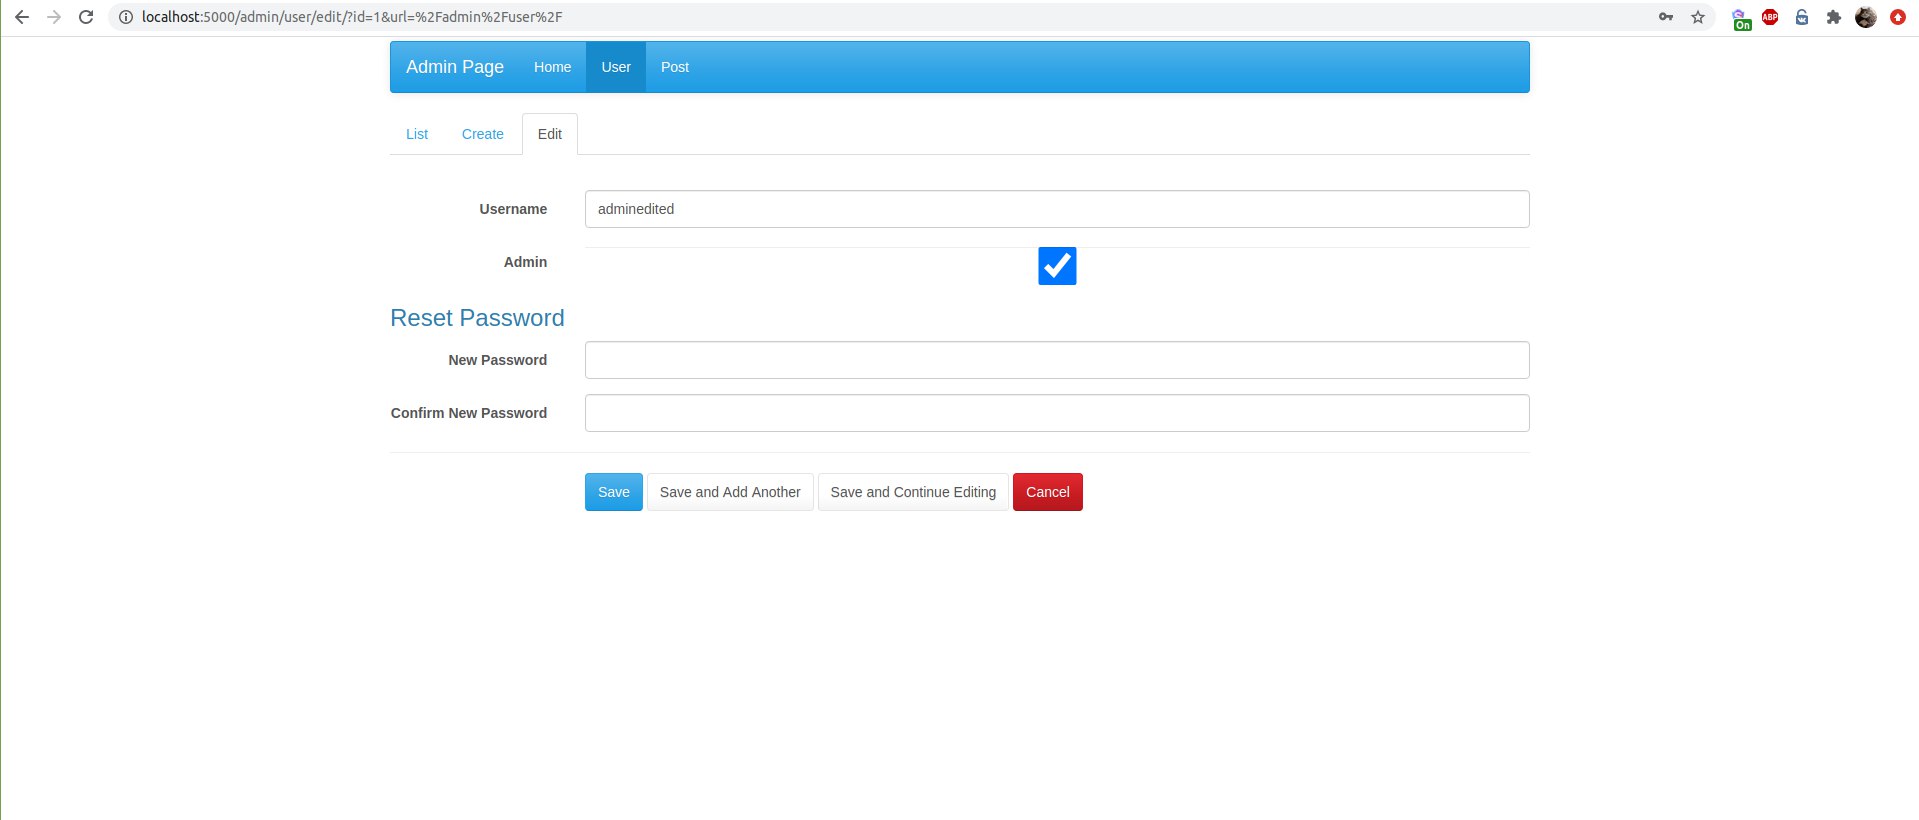 localhost:5000/admin/user/edit/?id=1&url=%2Fadmin%2Fuser%2F
On
ABP
Admin Page Home User Post
List Create Edit
Username adminedited
Admin
Reset Password
New Password
Confirm New Password
Save Save and Add Another Save and Continue Editing Cancel